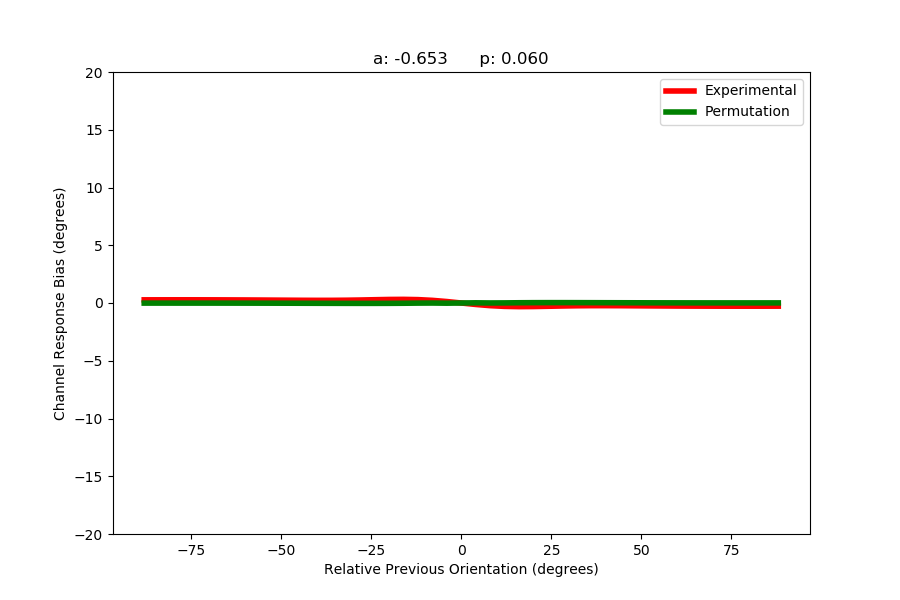 a: -0.653 p: 0.060
Experimental
Permutation
20
15
10
5
0
−5
−10
−15
−20
Channel Response Bias (degrees)
−75 −50 −25 0 25 50 75
Relative Previous Orientation (degrees)